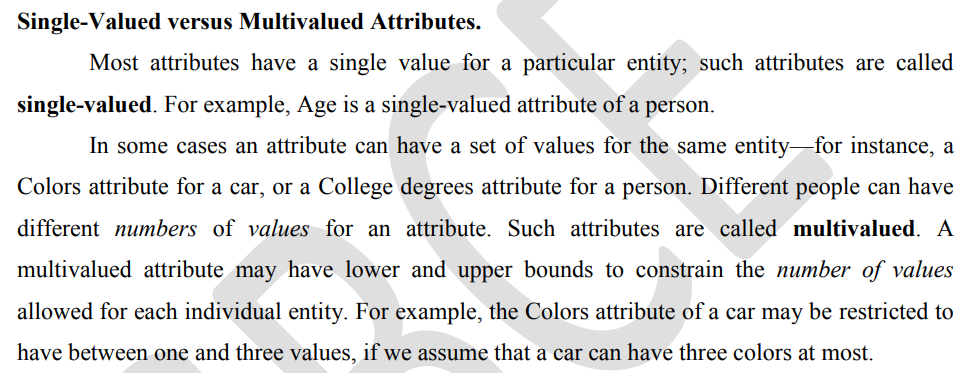 Single-Valued versus Multivalued Attributes.
Most attributes have a single value for a particular entity; such attributes are called
single-valued. For example, Age is a single-valued attribute of a person.
In some cases an attribute can have a set of values for the same entity—for instance, a
Colors attribute for a car, or a College degrees attribute for a person. Different people can have
different numbers of values for an attribute. Such attributes are called multivalued. A
multivalued attribute may have lower and upper bounds to constrain the number of values
allowed for each individual entity. For example, the Colors attribute of a car may be restricted to
have between one and three values, if we assume that a car can have three colors at most.